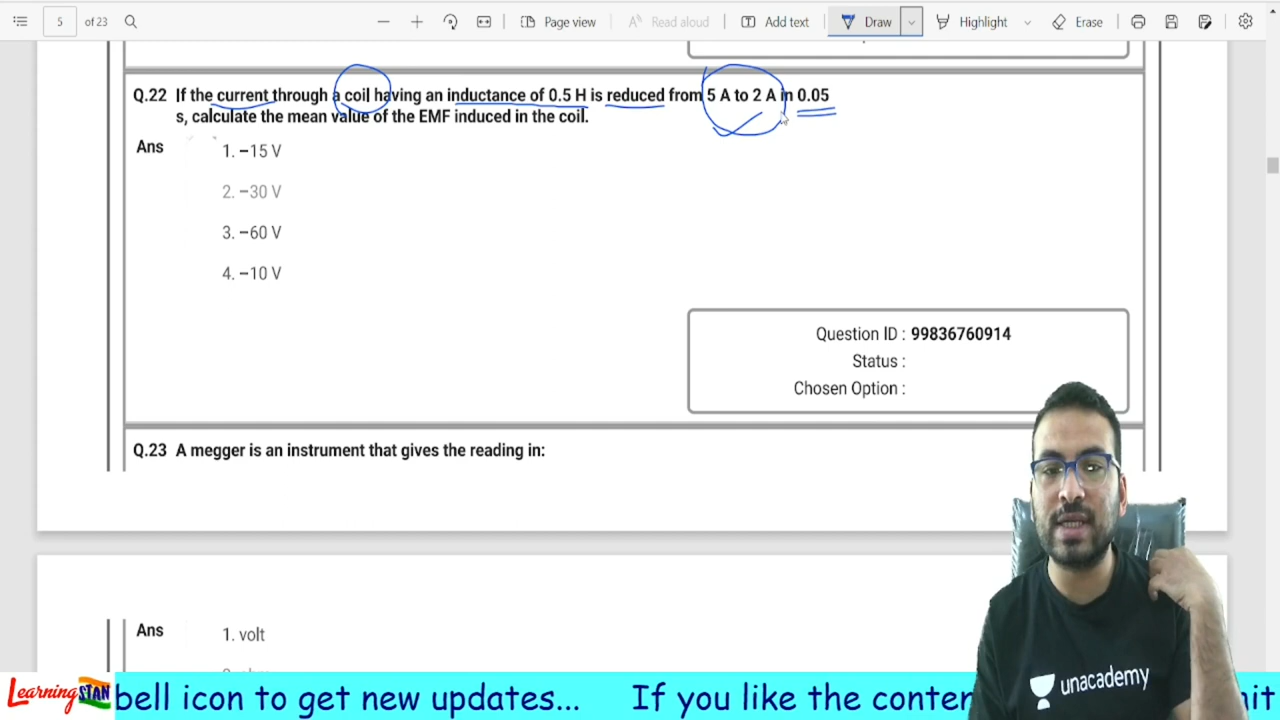 5 of 23 Page view Read aloud Add text Draw Highlight Erase
Q.22 If the current through a coil having an inductance of 0.5 H is reduced from 5 A to 2 A in 0.05
s, calculate the mean value of the EMF induced in the coil.
Ans 1. –15 V
2. –30 V
3. –60 V
4. –10 V
Question ID : 99836760914
Status :
Chosen Option :
Q.23 A megger is an instrument that gives the reading in:
Ans 1. volt
unacademy
Learning STAN bell icon to get new updates... If you like the conten